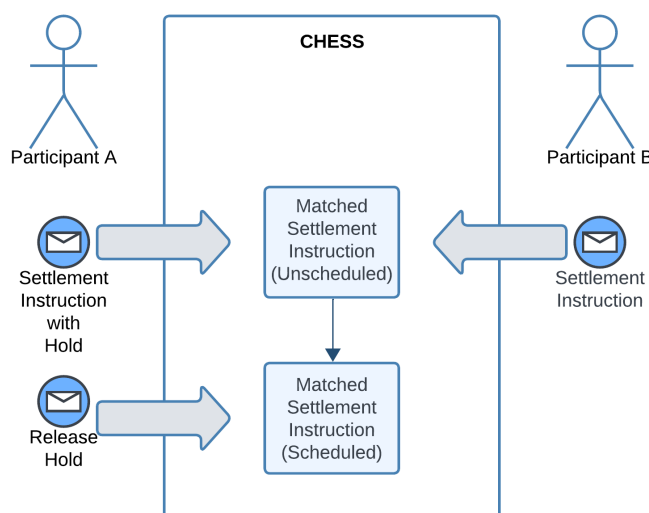 CHESS
Participant A
Participant B
Matched
Settlement
Instruction
(Unscheduled)
Settlement
Instruction
with
Hold
Settlement
Instruction
Matched
Settlement
Instruction
(Scheduled)
Release
Hold